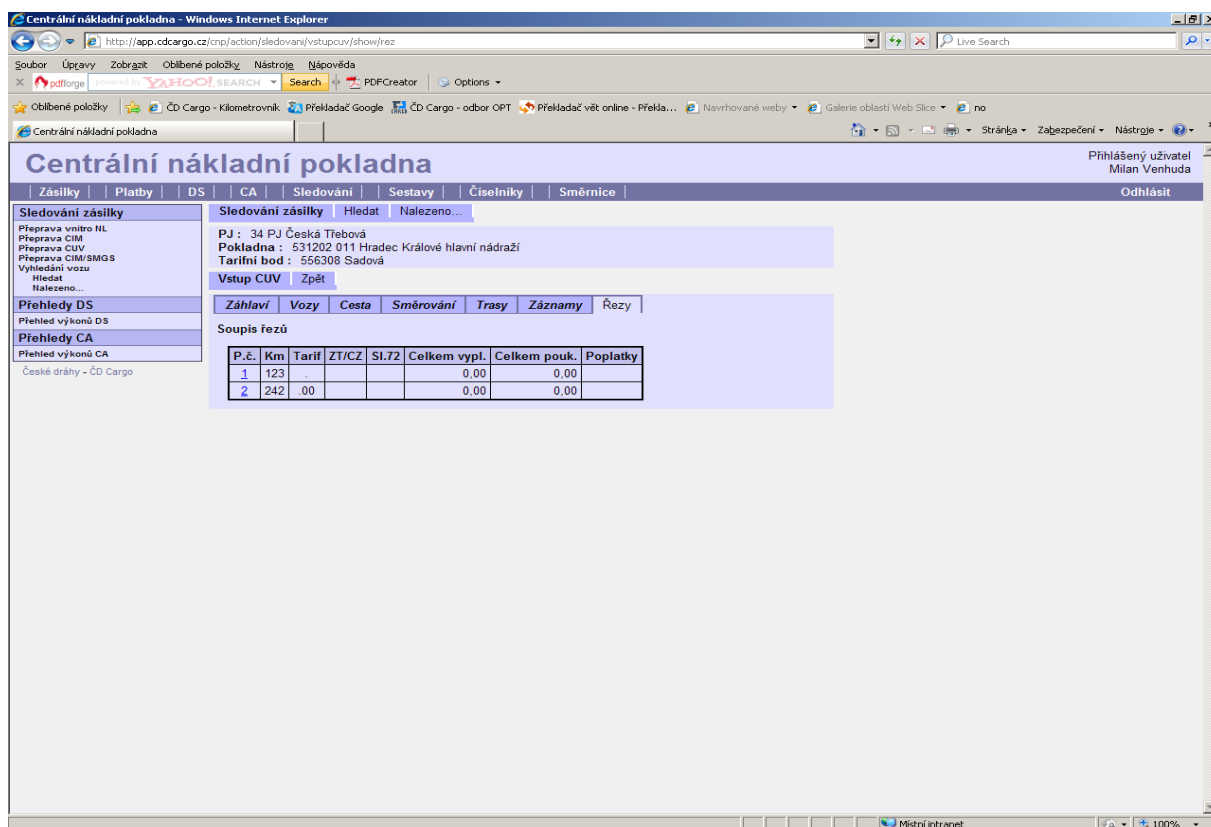 Centrální nákladní pokladna - Windows Internet Explorer
http://app.cdcargo.cz/cnp/action/sledovani/vstupcuv/show/rez
Live Search
Soubor Úpravy Zobrazit Oblíbené položky Nástroje Nápověda
pdfforge powered by YAHOO! SEARCH Search PDFCreator Options
Oblíbené položky ČD Cargo - Kilometrovník Překladač Google ČD Cargo - odbor OPT Překladač vět online - Překla... Navrhované weby Galerie oblastí Web Slice no
Centrální nákladní pokladna
Stránka Zabezpečení Nástroje
Centrální nákladní pokladna
Přihlášený uživatel
Milan Venhuda
Zásilky | Platby | DS | CA | Sledování | Sestavy | Číselníky | Směrnice |
Odhlásit
Sledování zásilky
Přeprava vnitro NL
Přeprava CIM
Přeprava CUV
Přeprava CIM/SMGS
Vyhledání vozu
Hledat
Nalezeno...
Přehledy DS
Přehled výkonů DS
Přehledy CA
Přehled výkonů CA
České dráhy - ČD Cargo
Sledování zásilky Hledat Nalezeno...
PJ : 34 PJ Česká Třebová
Pokladna : 531202 011 Hradec Králové hlavní nádraží
Tarifní bod : 556308 Sadová
Vstup CUV Zpět
Záhlaví Vozy Cesta Směrování Trasy Záznamy Řezy
Soupis řezů
P.č. Km Tarif ZT/CZ Sl.72 Celkem vypl. Celkem pouk. Poplatky
1 123 . 0,00 0,00
2 242 .00 0,00 0,00
Místní intranet
100%